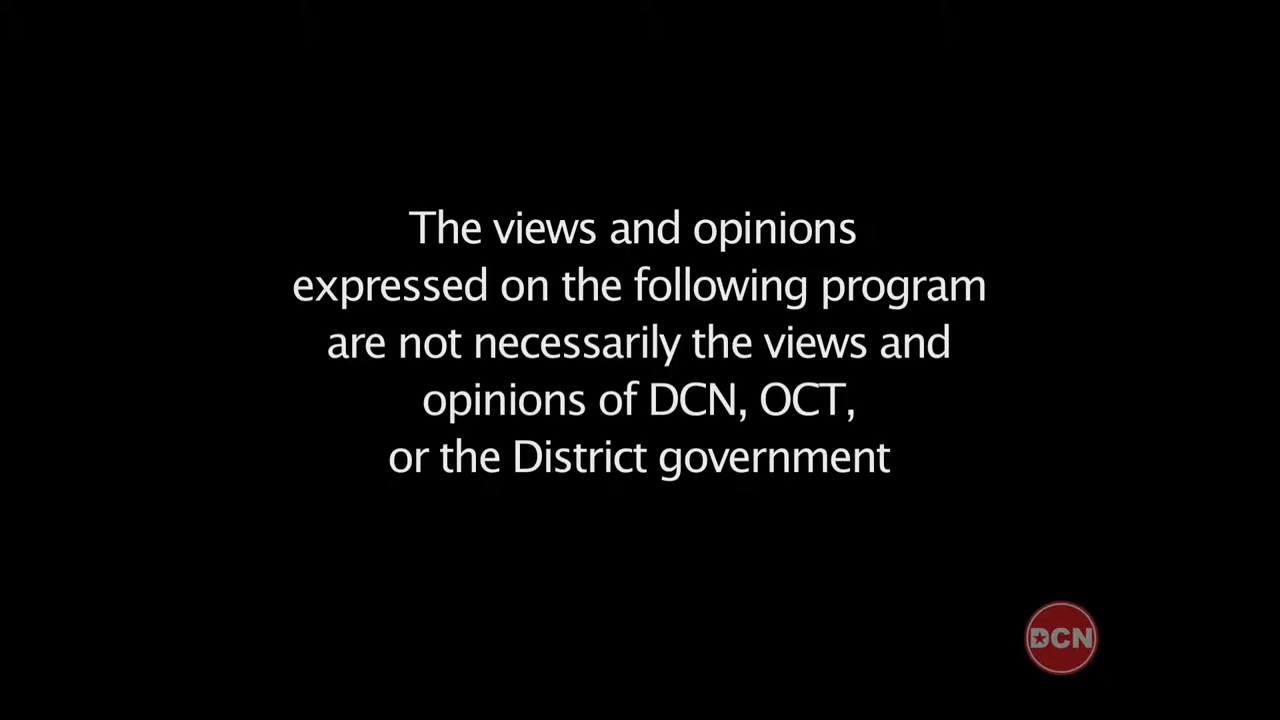 The views and opinions
expressed on the following program
are not necessarily the views and
opinions of DCN, OCT,
or the District government
DCN